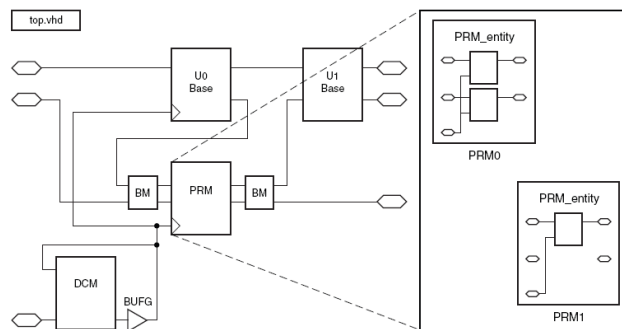 top.vhd
U0
Base
U1
Base
BM
PRM
BM
DCM
BUFG
PRM_entity
PRM0
PRM_entity
PRM1